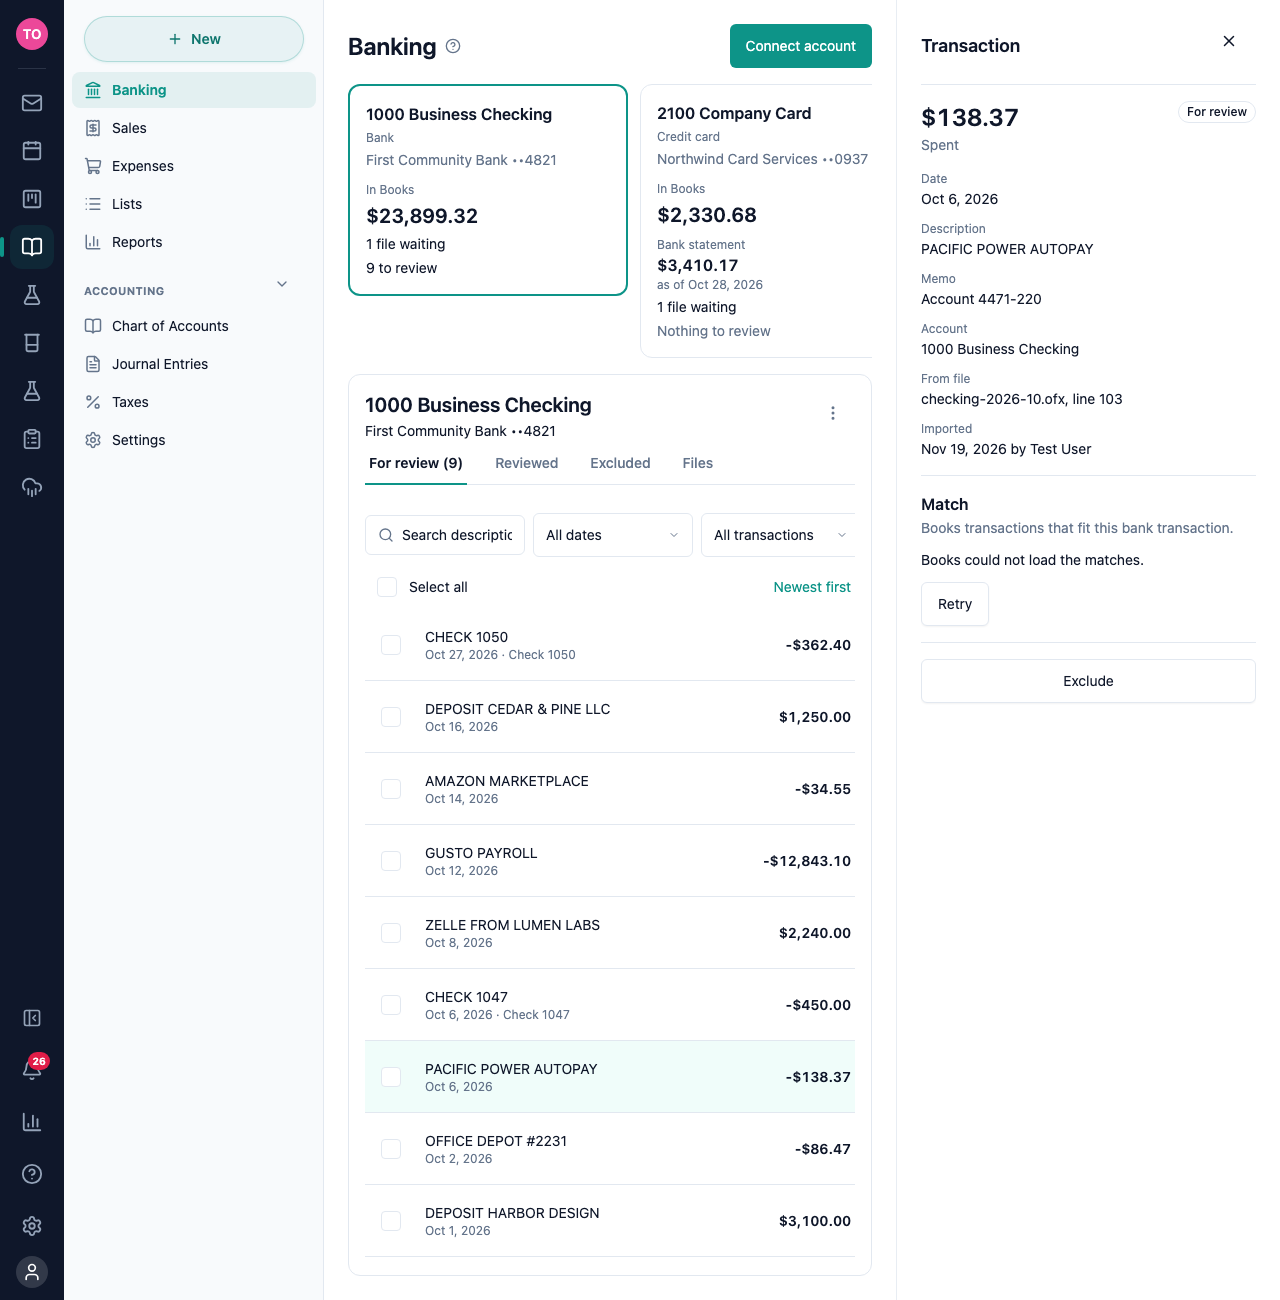 TO
New
Banking
Sales
Expenses
Lists
Reports
ACCOUNTING
Chart of Accounts
Journal Entries
Taxes
Settings
26
Banking
Connect account
1000 Business Checking
Bank
First Community Bank ••4821
In Books
$23,899.32
1 file waiting
9 to review
2100 Company Card
Credit card
Northwind Card Services ••0937
In Books
$2,330.68
Bank statement
$3,410.17
as of Oct 28, 2026
1 file waiting
Nothing to review
1000 Business Checking
First Community Bank ••4821
For review (9) Reviewed Excluded Files
Search descriptic All dates All transactions
Select all Newest first
CHECK 1050
Oct 27, 2026 · Check 1050
-$362.40
DEPOSIT CEDAR & PINE LLC
Oct 16, 2026
$1,250.00
AMAZON MARKETPLACE
Oct 14, 2026
-$34.55
GUSTO PAYROLL
Oct 12, 2026
-$12,843.10
ZELLE FROM LUMEN LABS
Oct 8, 2026
$2,240.00
CHECK 1047
Oct 6, 2026 · Check 1047
-$450.00
PACIFIC POWER AUTOPAY
Oct 6, 2026
-$138.37
OFFICE DEPOT #2231
Oct 2, 2026
-$86.47
DEPOSIT HARBOR DESIGN
Oct 1, 2026
$3,100.00
Transaction
$138.37
For review
Spent
Date
Oct 6, 2026
Description
PACIFIC POWER AUTOPAY
Memo
Account 4471-220
Account
1000 Business Checking
From file
checking-2026-10.ofx, line 103
Imported
Nov 19, 2026 by Test User
Match
Books transactions that fit this bank transaction.
Books could not load the matches.
Retry
Exclude